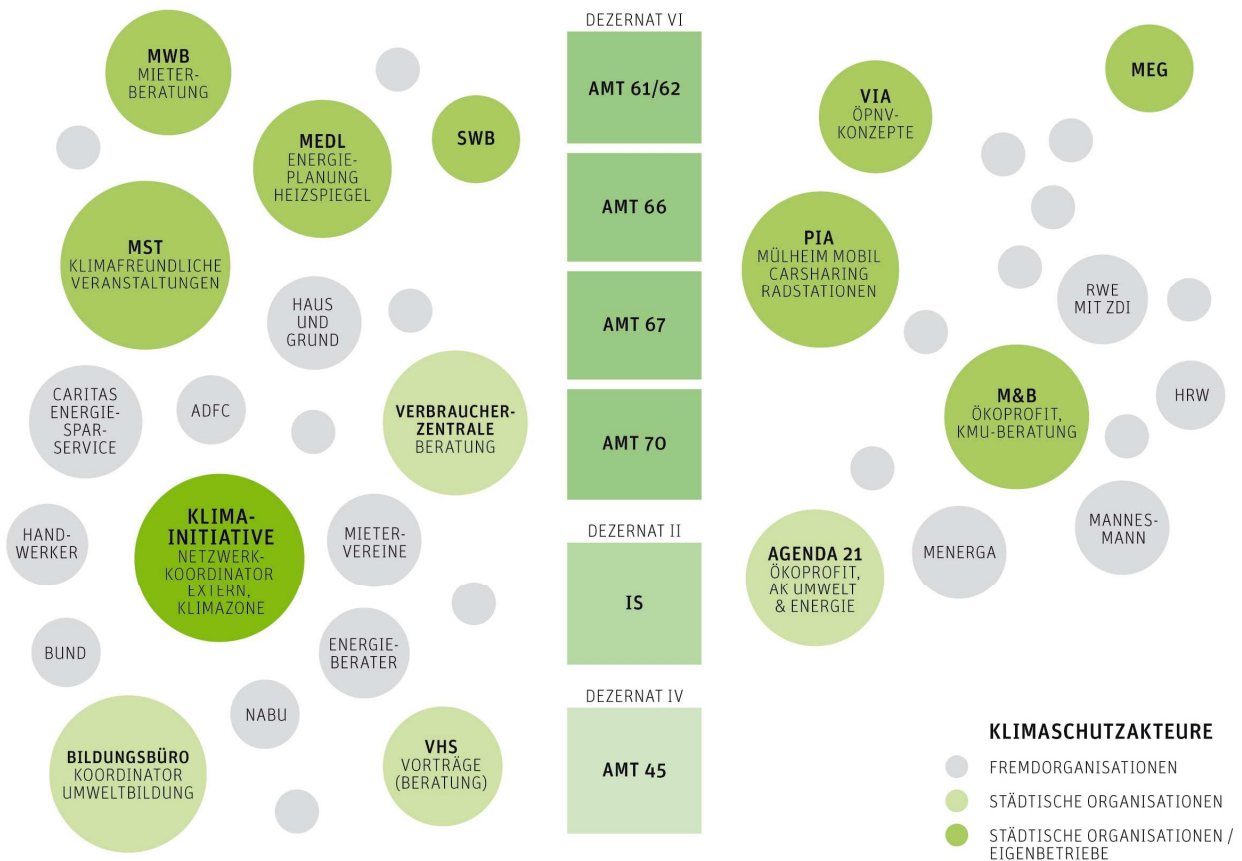 DEZERNAT VI
AMT 61/62
AMT 66
AMT 67
AMT 70
DEZERNAT II
IS
DEZERNAT IV
AMT 45
MWB
MIETER-
BERATUNG
MEDL
ENERGIE-
PLANUNG
HEIZSPIEGEL
SWB
MST
KLIMAFREUNDLICHE
VERANSTALTUNGEN
HAUS
UND
GRUND
CARITAS
ENERGIE-
SPAR-
SERVICE
ADFC
VERBRAUCHER-
ZENTRALE
BERATUNG
KLIMA-
INITIATIVE
NETZWERK-
KOORDINATOR
EXTERN,
KLIMAZONE
HAND-
WERKER
MIETER-
VEREINE
BUND
ENERGIE-
BERATER
NABU
BILDUNGSBÜRO
KOORDINATOR
UMWELTBILDUNG
VHS
VORTRÄGE
(BERATUNG)
VIA
ÖPNV-
KONZEPTE
MEG
PIA
MÜLHEIM MOBIL
CARSHARING
RADSTATIONEN
RWE
MIT ZDI
M&B
ÖKOPROFIT,
KMU-BERATUNG
HRW
AGENDA 21
ÖKOPROFIT,
AK UMWELT
& ENERGIE
MENERGA
MANNES-
MANN
KLIMASCHUTZAKTEURE
FREMDORGANISATIONEN
STÄDTISCHE ORGANISATIONEN
STÄDTISCHE ORGANISATIONEN /
EIGENBETRIEBE